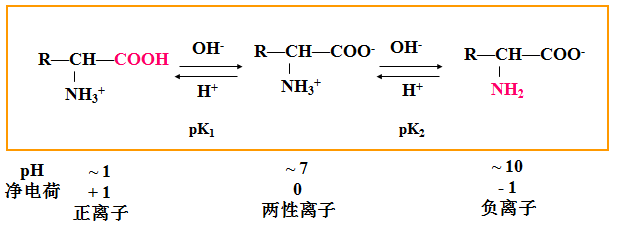 R—CH—COOH OH⁻ R—CH—COO⁻ OH⁻ R—CH—COO⁻
NH₃⁺ H⁺ NH₃⁺ H⁺ NH₂
pK₁ pK₂
pH ~1 ~7 ~10
净电荷 +1 0 -1
正离子 两性离子 负离子